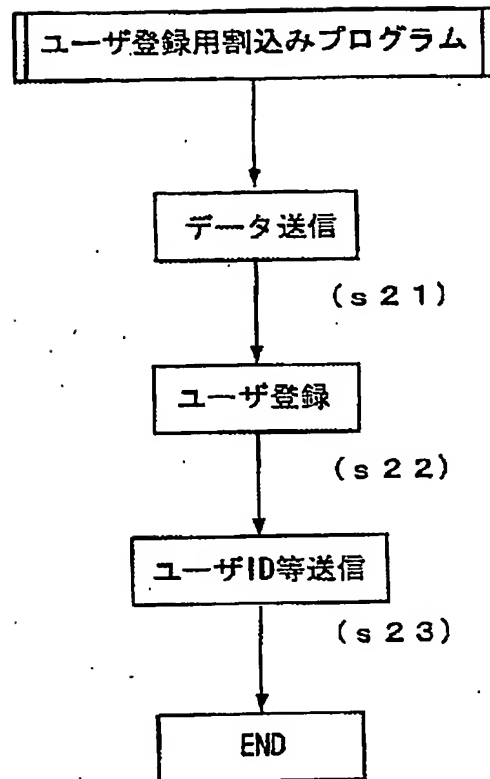 ユーザ登録用割込みプログラム
データ送信
(s21)
ユーザ登録
(s22)
ユーザID等送信
(s23)
END